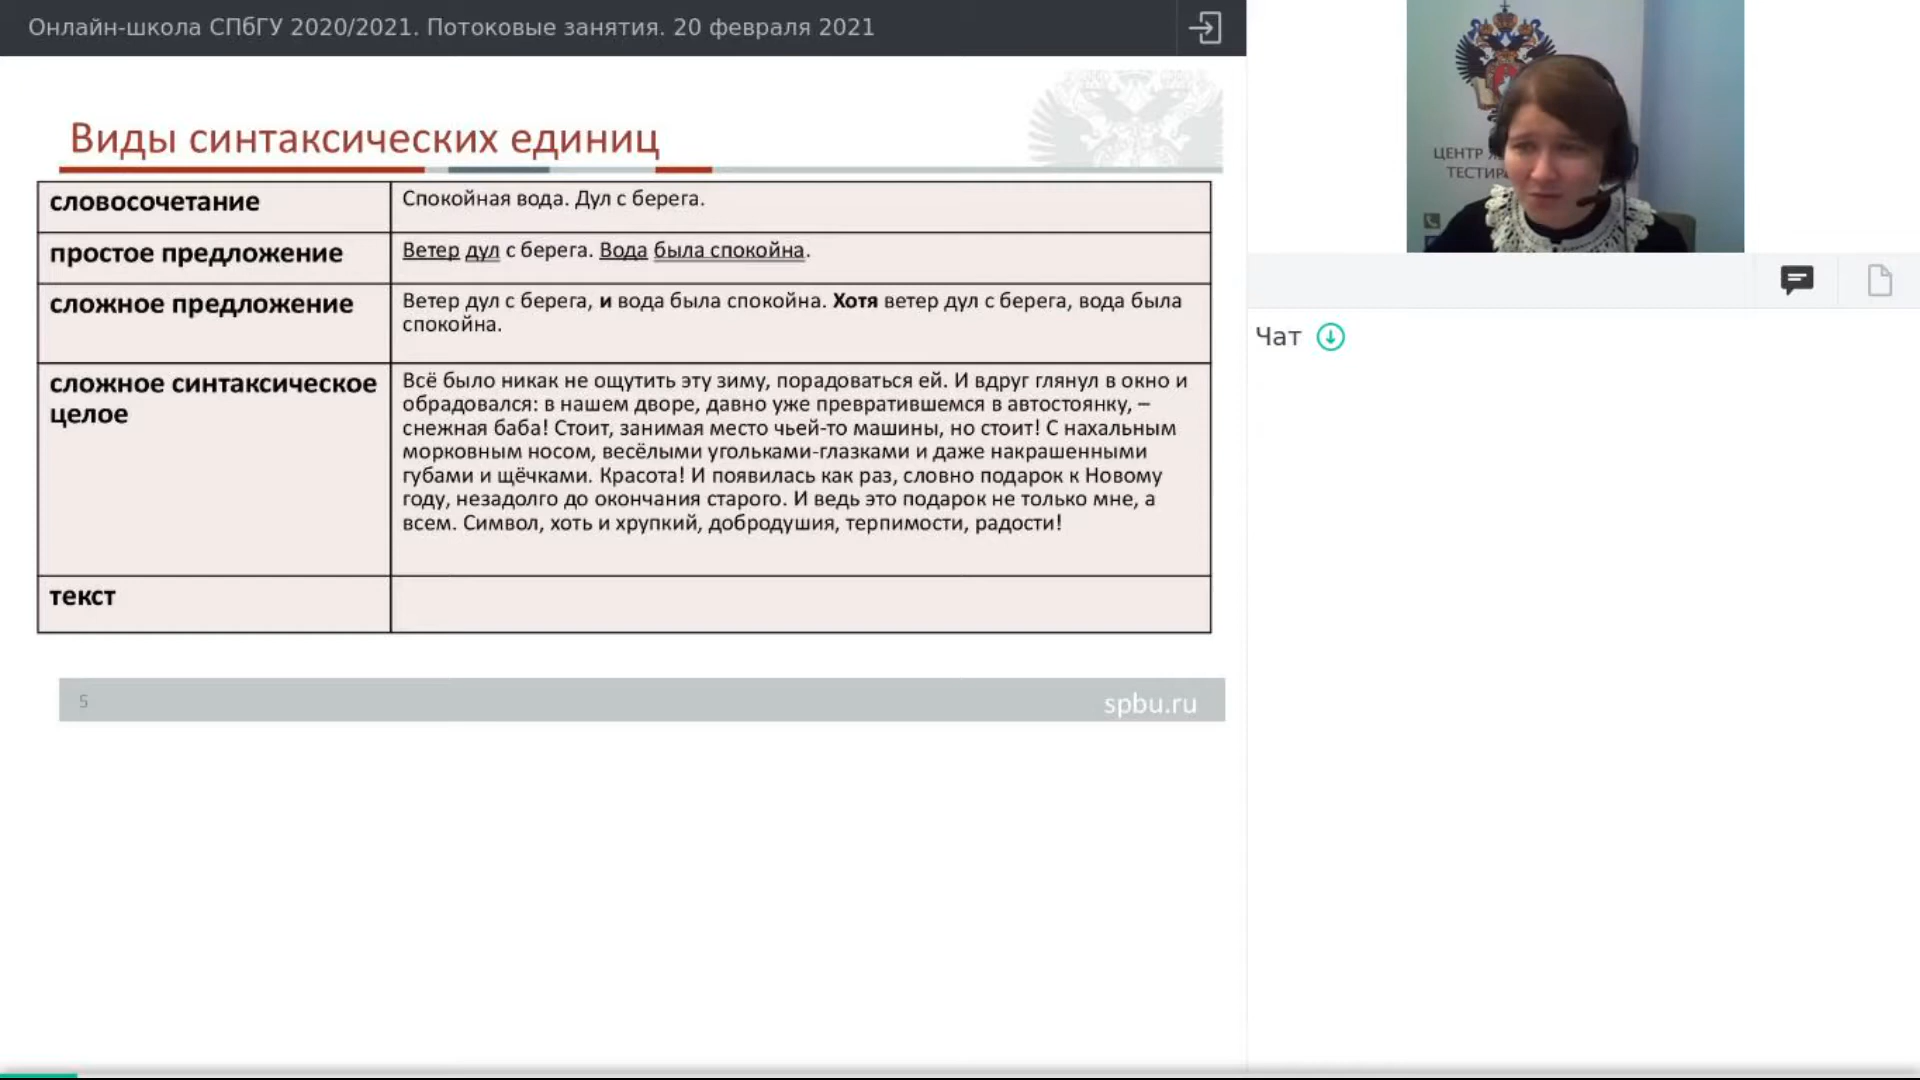 Онлайн-школа СПбГУ 2020/2021. Потоковые занятия. 20 февраля 2021
Виды синтаксических единиц
словосочетание
Спокойная вода. Дул с берега.
простое предложение
Ветер дул с берега. Вода была спокойна.
сложное предложение
Ветер дул с берега, и вода была спокойна. Хотя ветер дул с берега, вода была
спокойна.
сложное синтаксическое
целое
Всё было никак не ощутить эту зиму, порадоваться ей. И вдруг глянул в окно и
обрадовался: в нашем дворе, давно уже превратившемся в автостоянку, –
снежная баба! Стоит, занимая место чьей-то машины, но стоит! С нахальным
морковным носом, весёлыми угольками-глазками и даже накрашенными
губами и щёчками. Красота! И появилась как раз, словно подарок к Новому
году, незадолго до окончания старого. И ведь это подарок не только мне, а
всем. Символ, хоть и хрупкий, добродушия, терпимости, радости!
текст
5
spbu.ru
ЦЕНТР
Чат